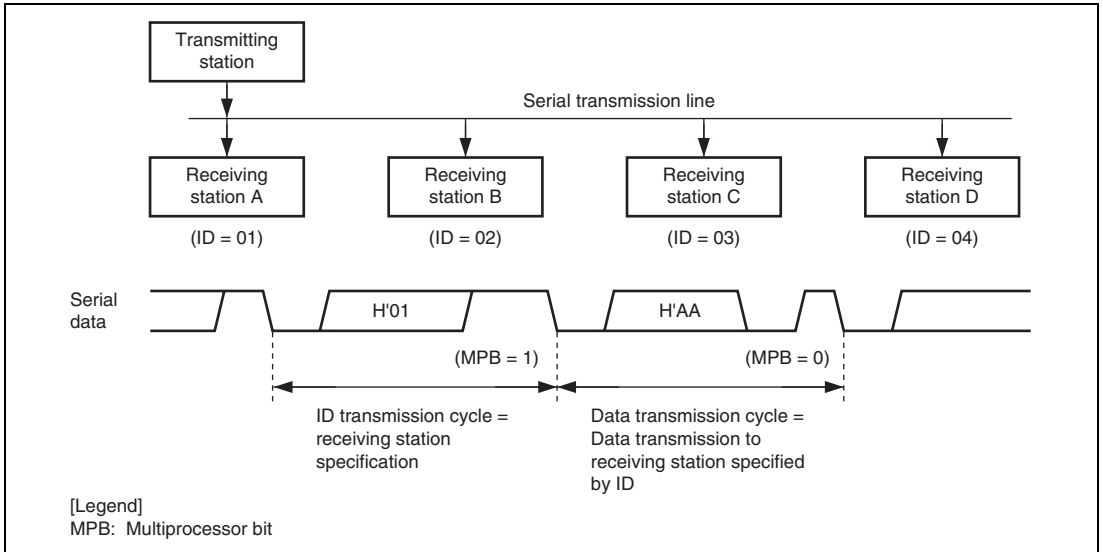 Transmitting
station
Serial transmission line
Receiving
station A
Receiving
station B
Receiving
station C
Receiving
station D
(ID = 01)
(ID = 02)
(ID = 03)
(ID = 04)
Serial
data
H'01
H'AA
(MPB = 1)
(MPB = 0)
ID transmission cycle =
receiving station
specification
Data transmission cycle =
Data transmission to
receiving station specified
by ID
[Legend]
MPB: Multiprocessor bit